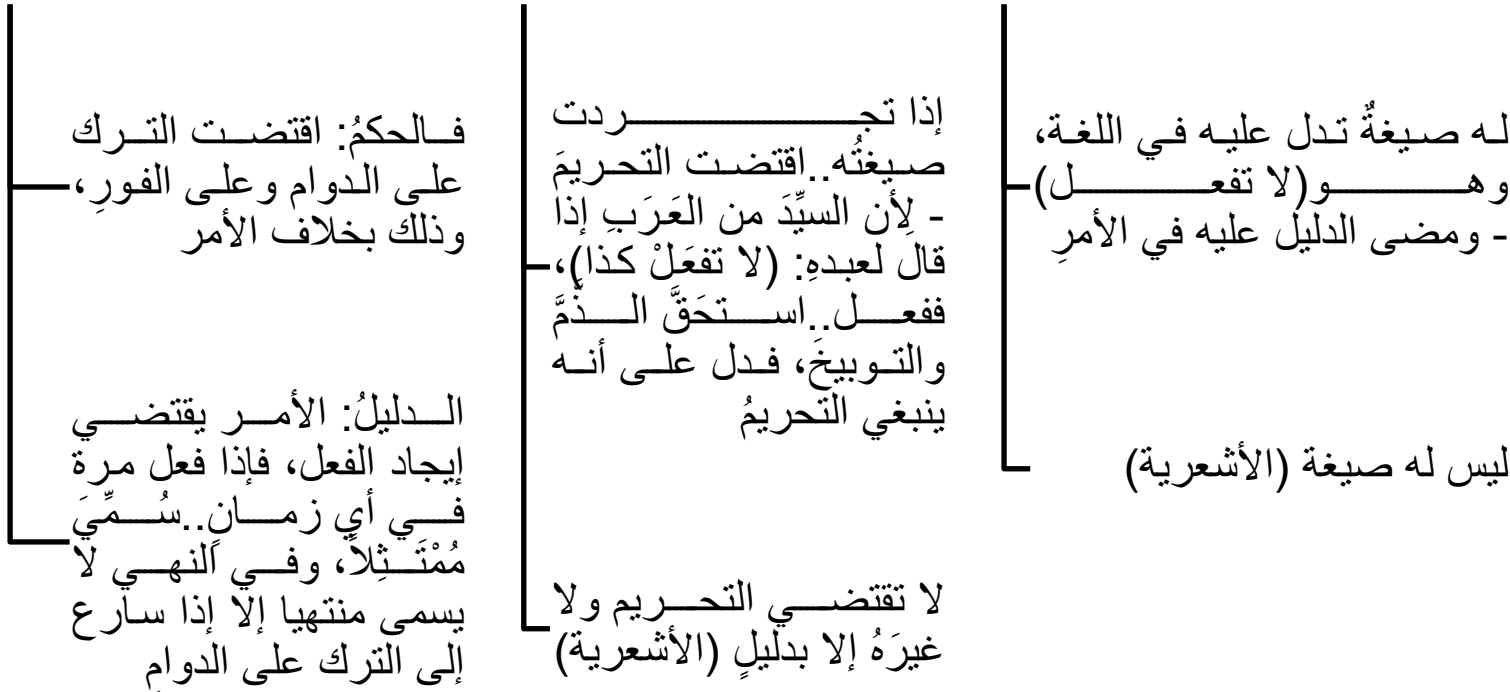 له صيغةٌ تدل عليه في اللغة،
وهو(لا تفعل)
- ومضى الدليل عليه في الأمرِ
ليس له صيغة (الأشعرية)
إذا تجردت
صيغتُه..اقتضت التحريمَ
- لِأن السيِّدَ من العَرَبِ إذا
قال لعبدهِ: (لا تفعَلْ كذا)،
ففعل..استحَقَّ الذَّمَّ
والتوبيخَ، فدل على أنه
ينبغي التحريمُ
لا تقتضي التحريم ولا
غيرَهُ إلا بدليلٍ (الأشعرية)
فالحكمُ: اقتضت الترك
على الدوام وعلى الفورِ،
وذلك بخلاف الأمر
الدليلُ: الأمر يقتضي
إيجاد الفعل، فإذا فعل مرة
في أي زمانٍ..سُمِّيَ
مُمْتَثِلاً، وفي النهي لا
يسمى منتهيا إلا إذا سارع
إلى الترك على الدوامِ